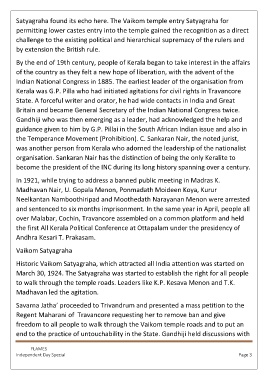 Satyagraha found its echo here. The Vaikom temple entry Satyagraha for
permitting lower castes entry into the temple gained the recognition as a direct
challenge to the existing political and hierarchical supremacy of the rulers and
by extension the British rule.
By the end of 19th century, people of Kerala began to take interest in the affairs
of the country as they felt a new hope of liberation, with the advent of the
Indian National Congress in 1885. The earliest leader of the organisation from
Kerala was G.P. Pilla who had initiated agitations for civil rights in Travancore
State. A forceful writer and orator, he had wide contacts in India and Great
Britain and became General Secretary of the Indian National Congress twice.
Gandhiji who was then emerging as a leader, had acknowledged the help and
guidance given to him by G.P. Pillai in the South African Indian issue and also in
the Temperance Movement [Prohibition]. C. Sankaran Nair, the noted jurist,
was another person from Kerala who adorned the leadership of the nationalist
organisation. Sankaran Nair has the distinction of being the only Keralite to
become the president of the INC during its long history spanning over a century.
In 1921, while trying to address a banned public meeting in Madras K.
Madhavan Nair, U. Gopala Menon, Ponmadath Moideen Koya, Kurur
Neelkantan Namboothiripad and Moothedath Narayanan Menon were arrested
and sentenced to six months imprisonment. In the same year in April, people all
over Malabar, Cochin, Travancore assembled on a common platform and held
the first All Kerala Political Conference at Ottapalam under the presidency of
Andhra Kesari T. Prakasam.
Vaikom Satyagraha
Historic Vaikom Satyagraha, which attracted all India attention was started on
March 30, 1924. The Satyagraha was started to establish the right for all people
to walk through the temple roads. Leaders like K.P. Kesava Menon and T.K.
Madhavan led the agitation.
Savarna Jatha' proceeded to Trivandrum and presented a mass petition to the
Regent Maharani of Travancore requesting her to remove ban and give
freedom to all people to walk through the Vaikom temple roads and to put an
end to the practice of untouchability in the State. Gandhiji held discussions with
FLAMES
Independent Day Special Page 3